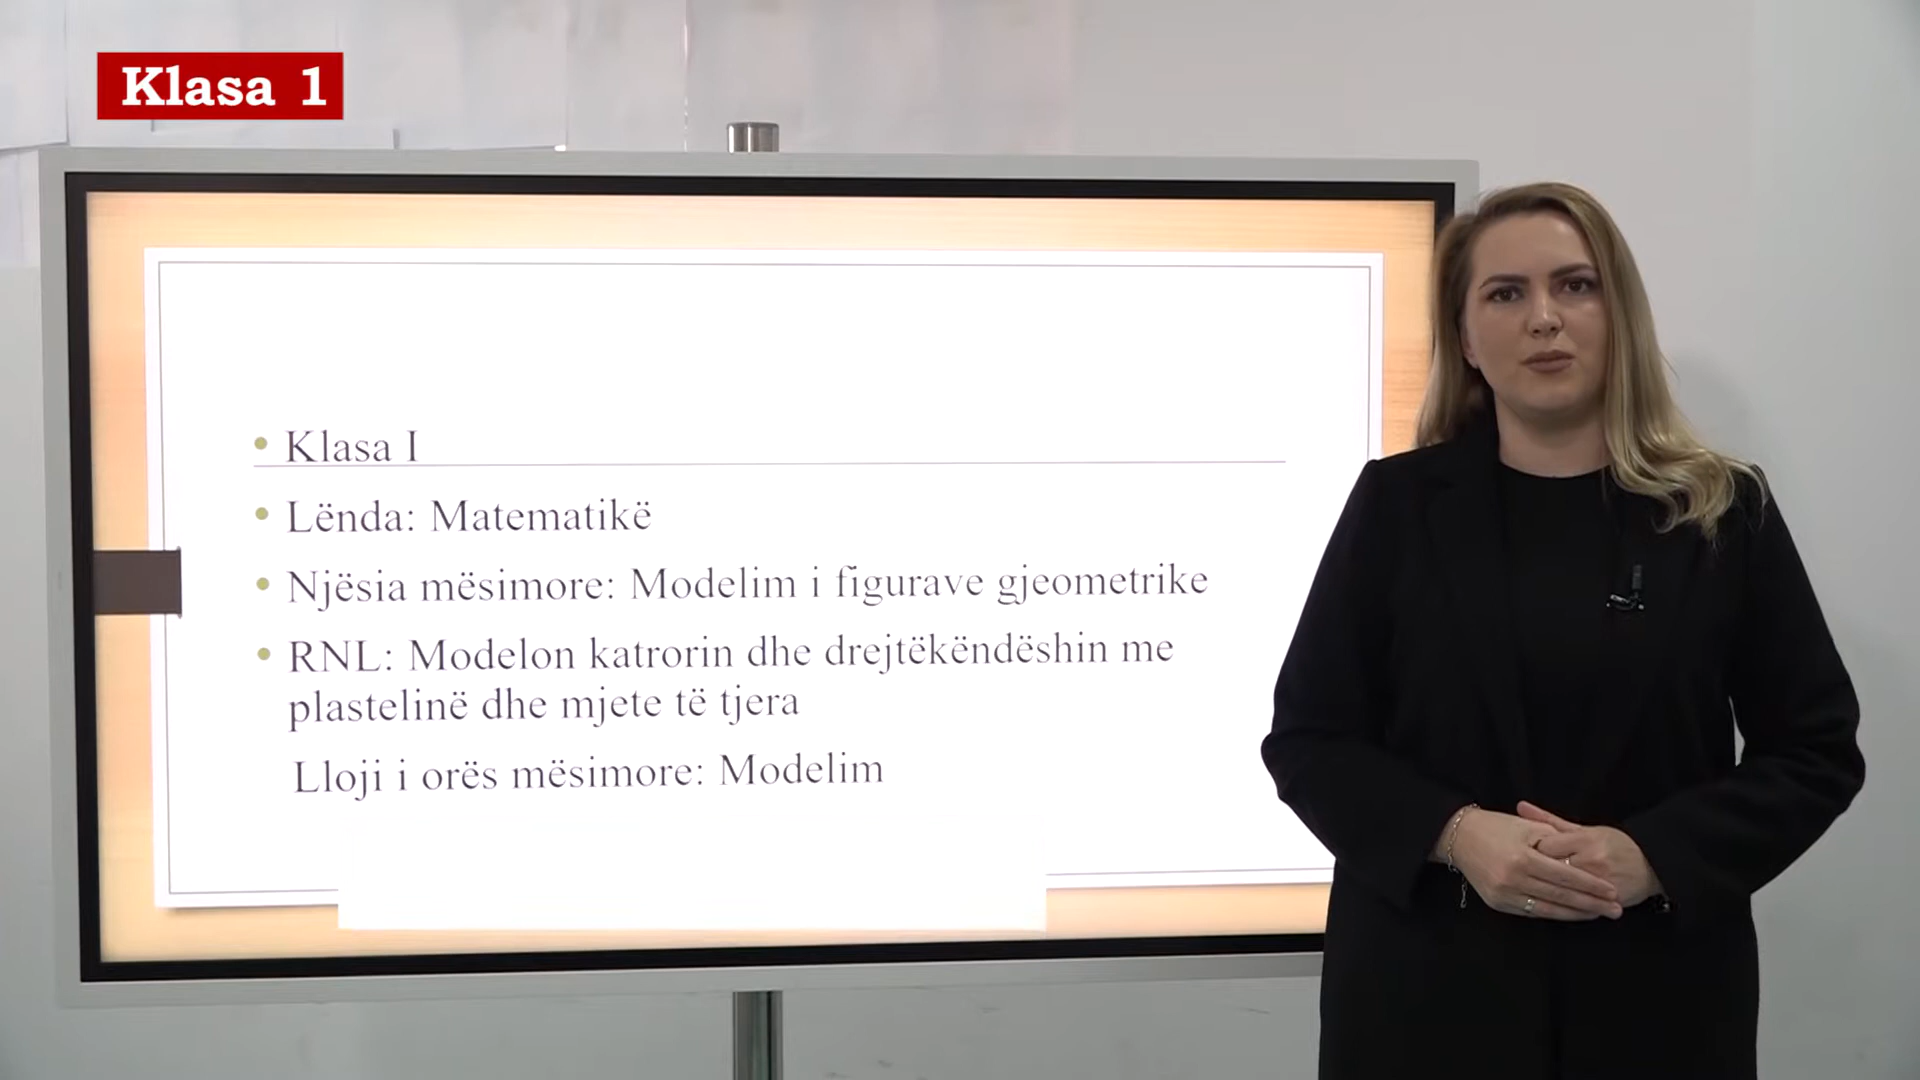 Klasa 1
Klasa I
Lënda: Matematikë
Njësia mësimore: Modelim i figurave gjeometrike
RNL: Modelon katrorin dhe drejtëkëndëshin me
plastelinë dhe mjete të tjera
Lloji i orës mësimore: Modelim